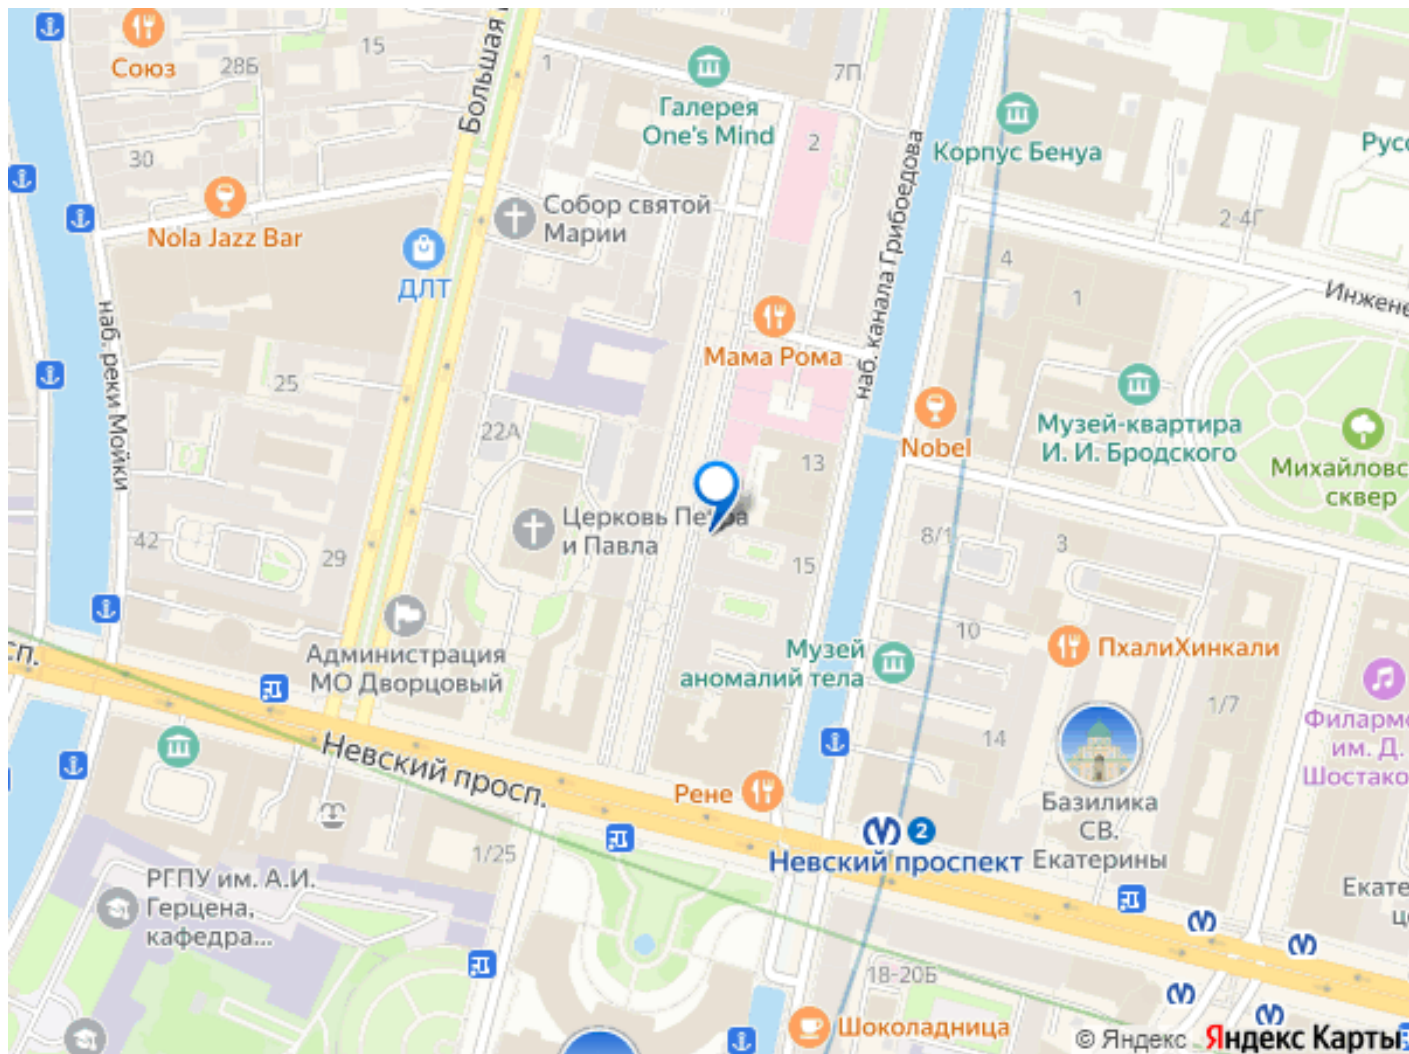 Союз
28Б
15
Большая
1
Галерея
One's Mind
7П
2
Корпус Бенуа
Русс
30
Nola Jazz Bar
Собор святой
Марии
ДЛТ
наб. канала Грибоедова
2-4Г
4
1
Инжене
наб. реки Мойки
25
Мама Рома
Nobel
Музей-квартира
И. И. Бродского
Михайловс
сквер
22А
13
Церковь Петра
и Павла
42
29
15
8/1
3
10
Администрация
МО Дворцовый
Музей
аномалий тела
ПхалиХинкали
сп.
1/7
14
Филармо
им. Д.
Шостако
Невский просп.
Рене
Базилика
СВ.
Екатерины
2
Невский проспект
1/25
РГПУ им. А.И.
Герцена,
кафедра...
Екате
ц
18-20Б
Шоколадница
© Яндекс
Яндекс Карты